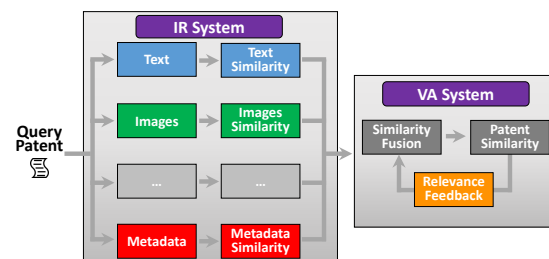 IR System
Text
Text
Similarity
Images
Images
Similarity
...
...
Metadata
Metadata
Similarity
Query
Patent
VA System
Similarity
Fusion
Patent
Similarity
Relevance
Feedback